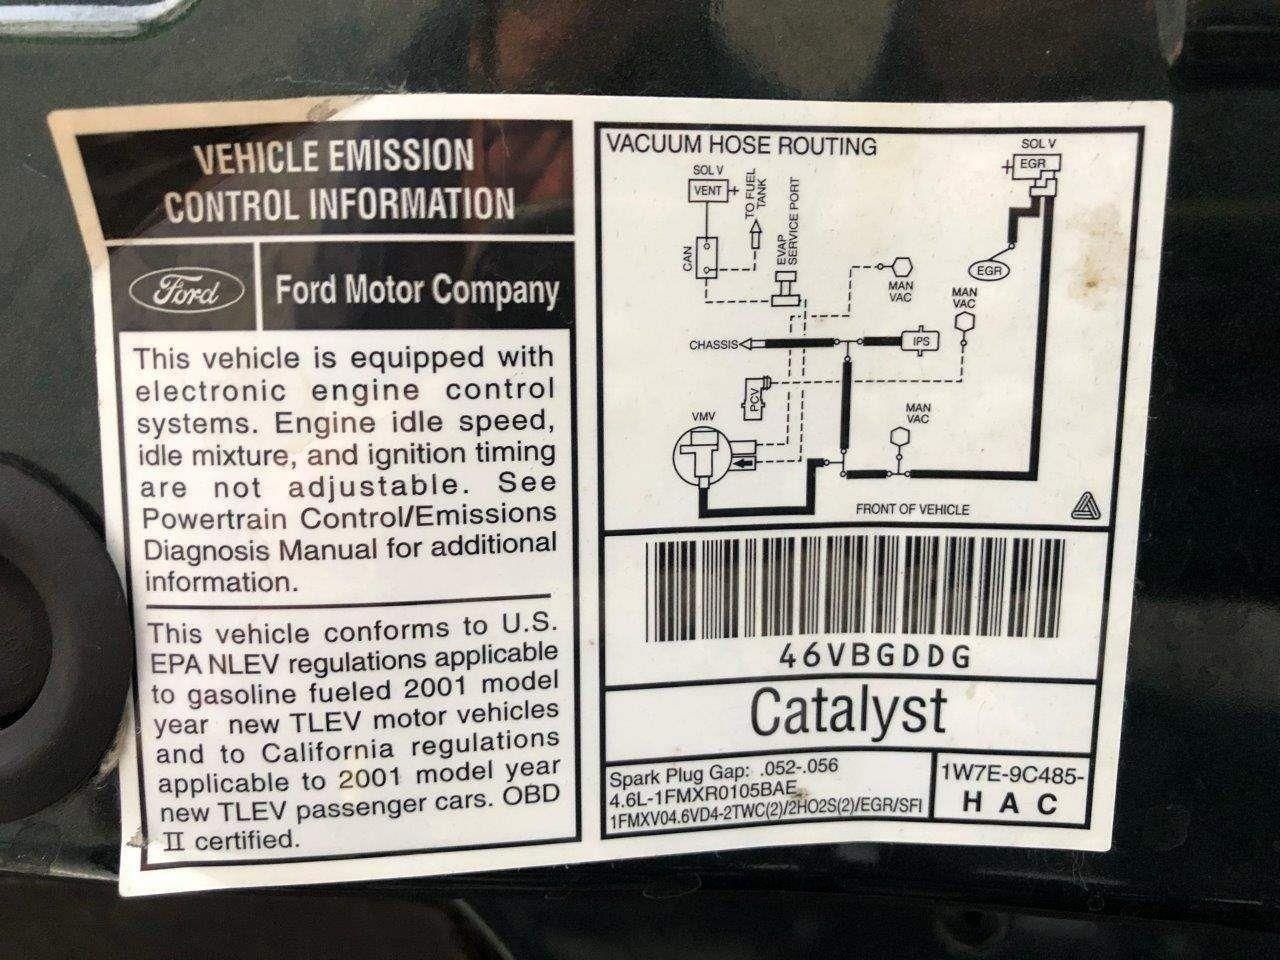 VEHICLE EMISSION
CONTROL INFORMATION
Ford
Ford Motor Company
This vehicle is equipped with
electronic engine control
systems. Engine idle speed,
idle mixture, and ignition timing
are not adjustable. See
Powertrain Control/Emissions
Diagnosis Manual for additional
information.
This vehicle conforms to U.S.
EPA NLEV regulations applicable
to gasoline fueled 2001 model
year new TLEV motor vehicles
and to California regulations
applicable to 2001 model year
new TLEV passenger cars. OBD
II certified.
VACUUM HOSE ROUTING
SOL V
VENT
+
TO FUEL
TANK
EVAP
SERVICE PORT
CAN
SOL V
+
EGR
EGR
MAN
VAC
MAN
VAC
CHASSIS
IPS
PCV
MAN
VAC
VMV
FRONT OF VEHICLE
46VBGDDG
Catalyst
Spark Plug Gap: .052-.056
4.6L-1FMXR0105BAE
1FMXV04.6VD4-2TWC(2)/2HO2S(2)/EGR/SFI
1W7E-9C485-
H A C